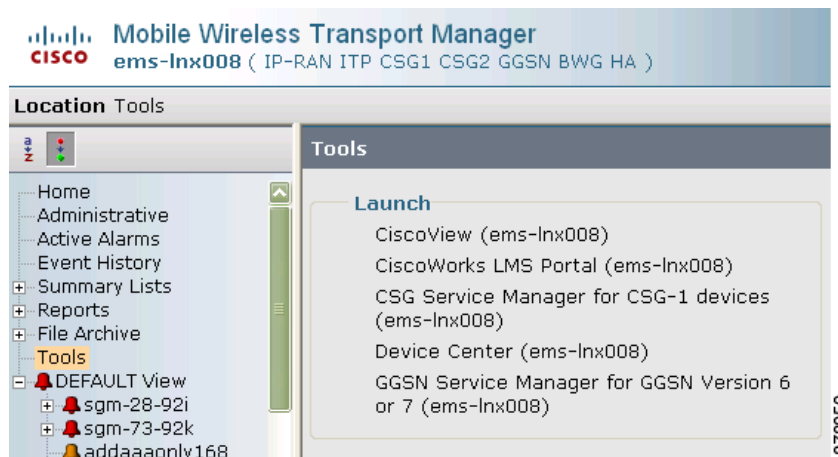 CISCO
Mobile Wireless Transport Manager
ems-lnx008 ( IP-RAN ITP CSG1 CSG2 GGSN BWG HA )
Location Tools
a
z
Tools
Home
Administrative
Active Alarms
Event History
Summary Lists
Reports
File Archive
Tools
DEFAULT View
sgm-28-92i
sgm-73-92k
addaaaonly168
Launch
CiscoView (ems-lnx008)
CiscoWorks LMS Portal (ems-lnx008)
CSG Service Manager for CSG-1 devices
(ems-lnx008)
Device Center (ems-lnx008)
GGSN Service Manager for GGSN Version 6
or 7 (ems-lnx008)